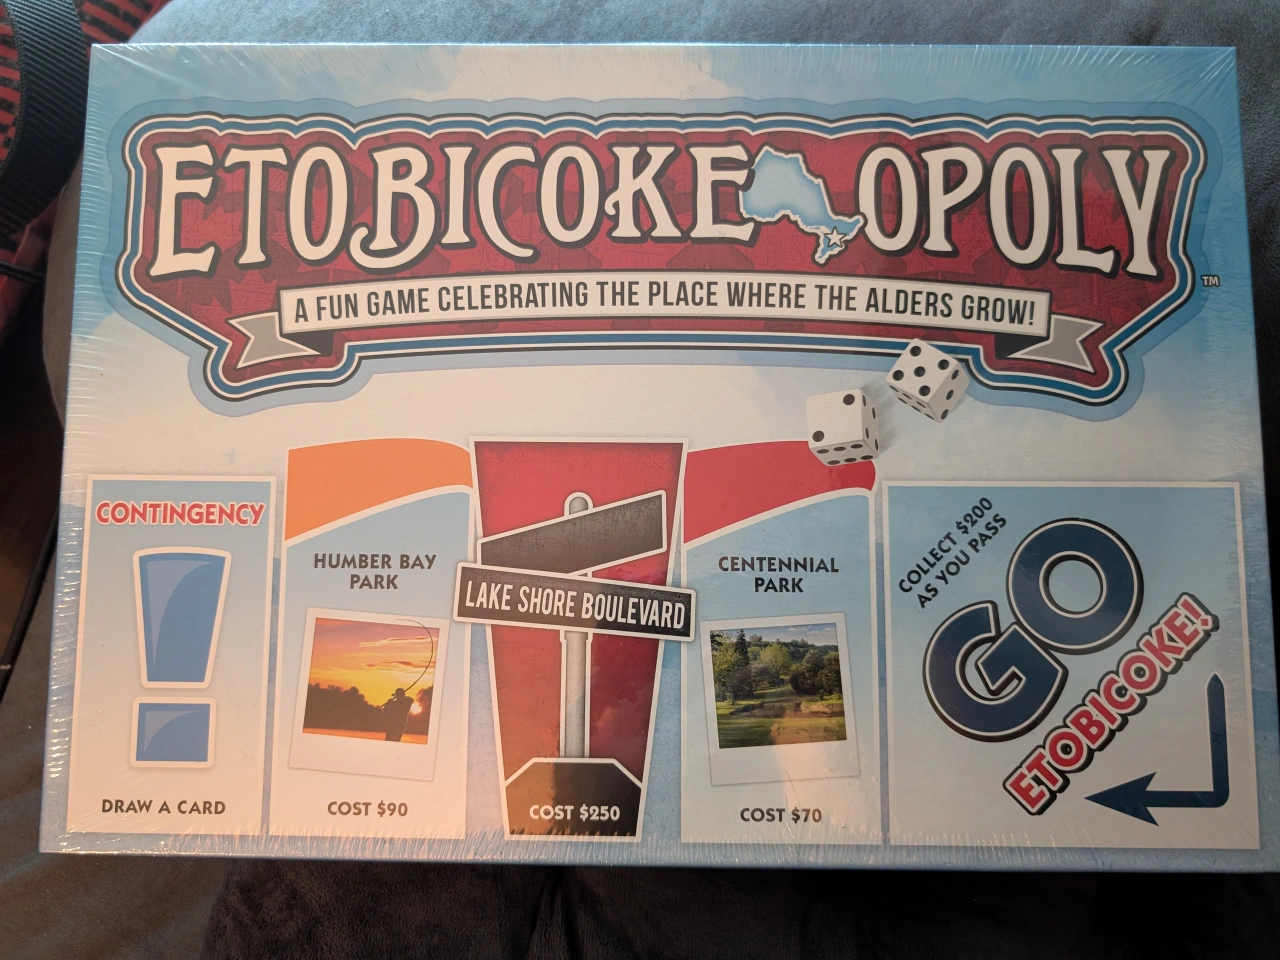 ETOBICOKE OPOLY
TM
A FUN GAME CELEBRATING THE PLACE WHERE THE ALDERS GROW!
CONTINGENCY
!
DRAW A CARD
HUMBER BAY
PARK
COST $90
LAKE SHORE BOULEVARD
COST $250
CENTENNIAL
PARK
COST $70
COLLECT $200
AS YOU PASS
GO
ETOBICOKE!